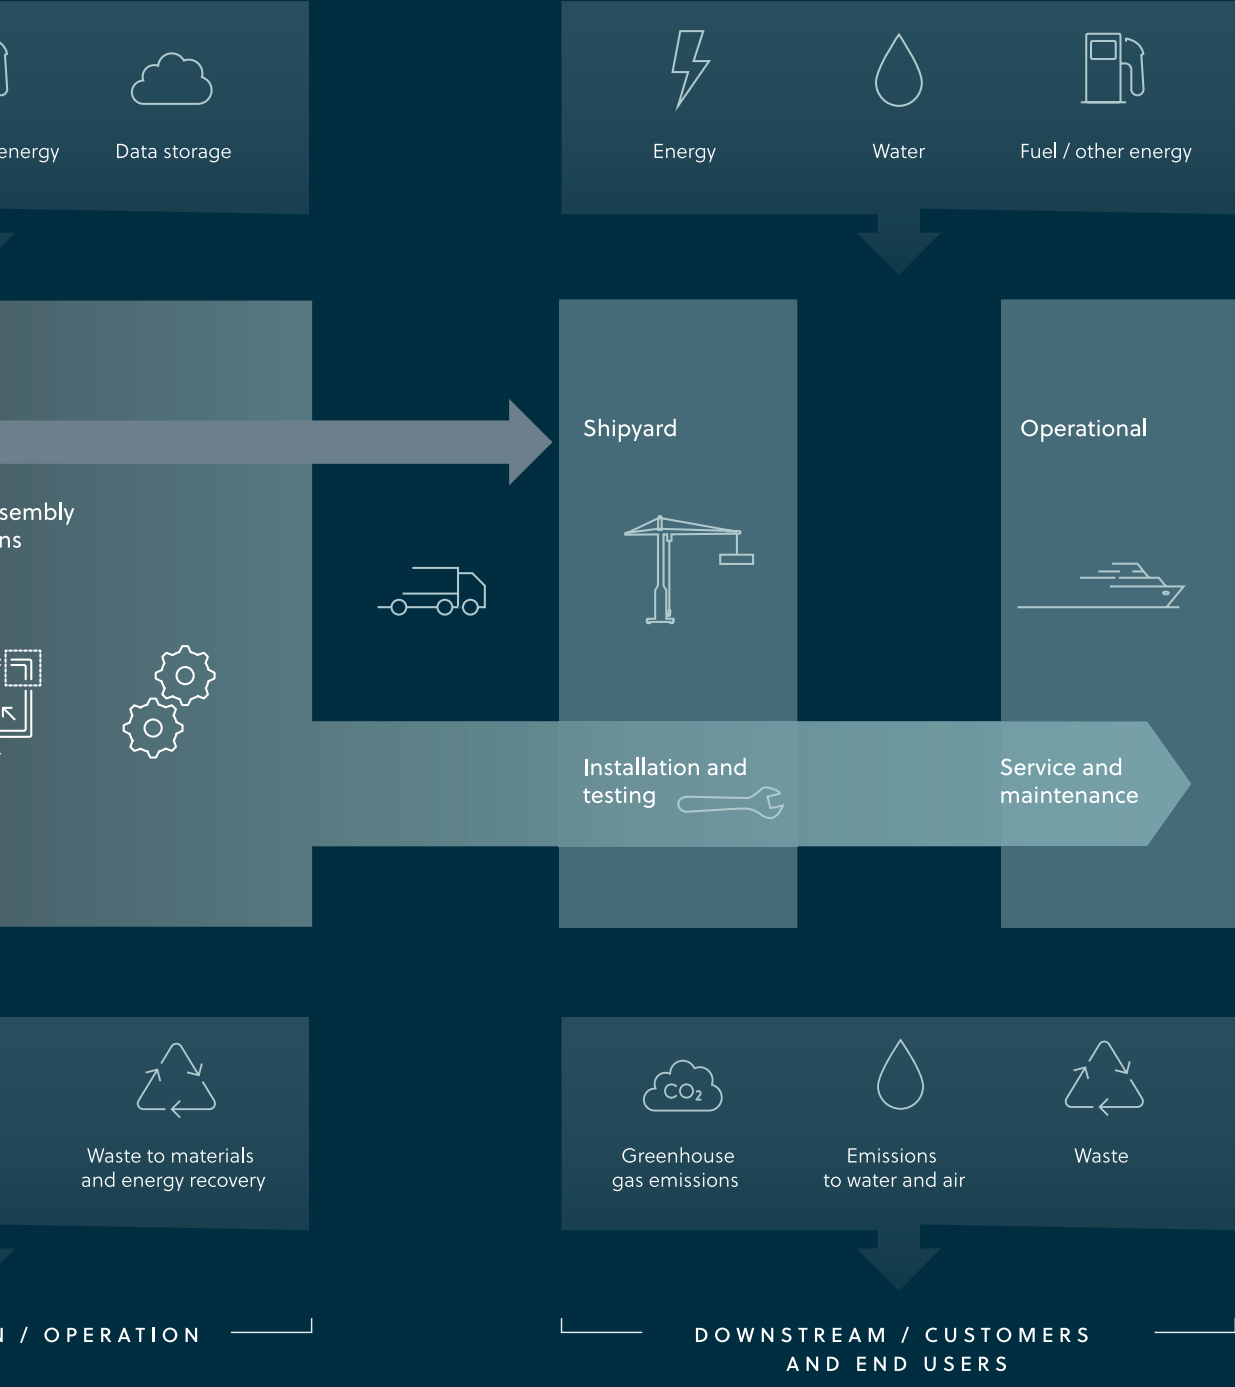 energy
Data storage
Energy
Water
Fuel / other energy
Shipyard
Operational
sembly
ns
Installation and
testing
Service and
maintenance
Waste to materials
and energy recovery
CO₂
Greenhouse
gas emissions
Emissions
to water and air
Waste
N / OPERATION
DOWNSTREAM / CUSTOMERS
AND END USERS